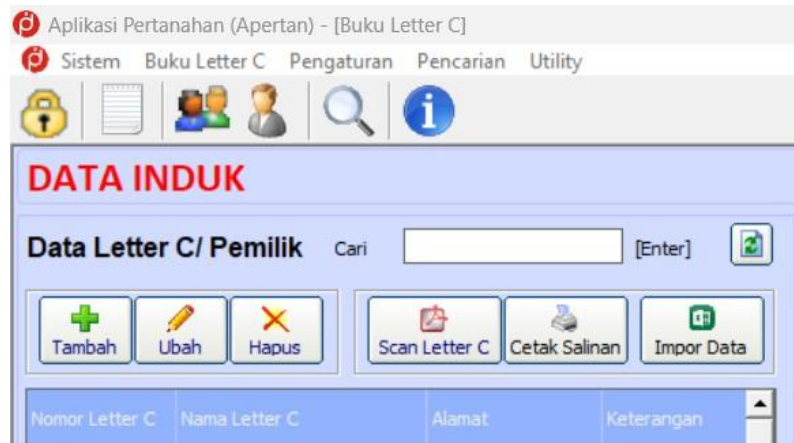 Aplikasi Pertanahan (Apertan) - [Buku Letter C]
Sistem Buku Letter C Pengaturan Pencarian Utility
DATA INDUK
Data Letter C/ Pemilik Cari [Enter]
Tambah Ubah Hapus Scan Letter C Cetak Salinan Impor Data
Nomor Letter C Nama Letter C Alamat Keterangan